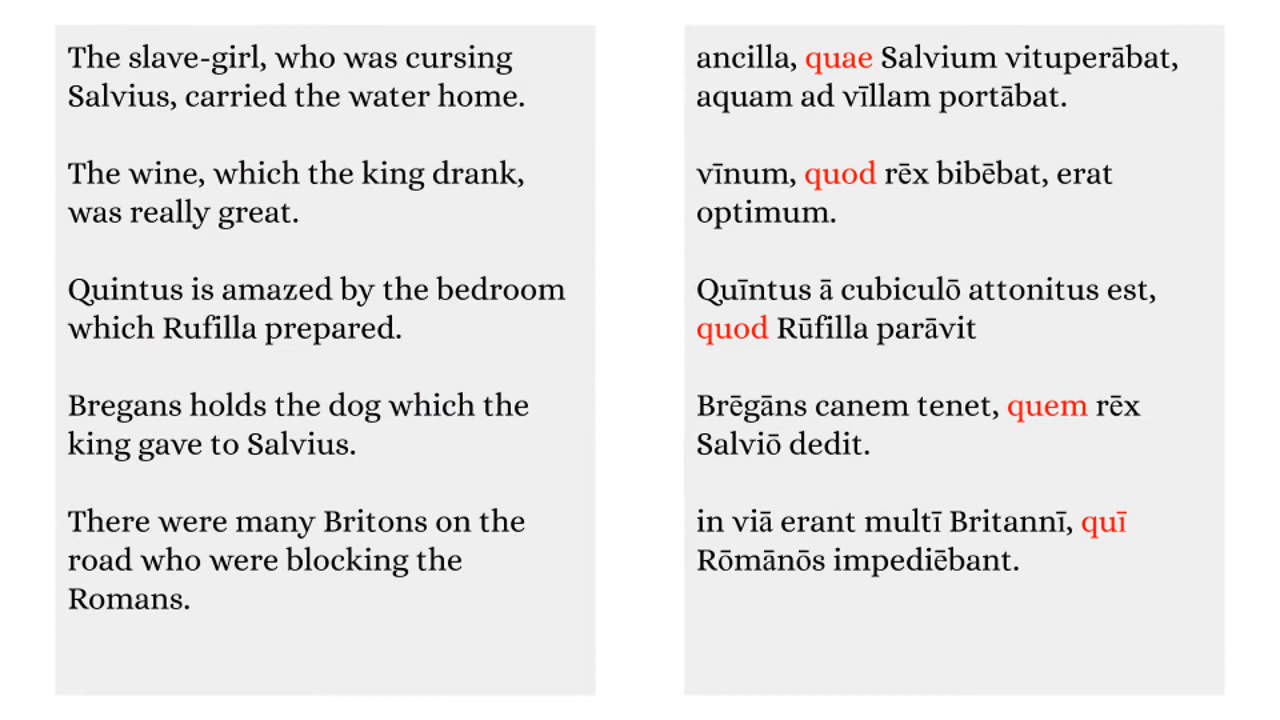 The slave-girl, who was cursing
Salvius, carried the water home.
The wine, which the king drank,
was really great.
Quintus is amazed by the bedroom
which Rufilla prepared.
Bregans holds the dog which the
king gave to Salvius.
There were many Britons on the
road who were blocking the
Romans.
ancilla, quae Salvium vituperābat,
aquam ad vīllam portābat.
vīnum, quod rēx bibēbat, erat
optimum.
Quīntus ā cubiculō attonitus est,
quod Rūfilla parāvit
Brēgāns canem tenet, quem rēx
Salviō dedit.
in viā erant multī Britannī, quī
Rōmānōs impediēbant.